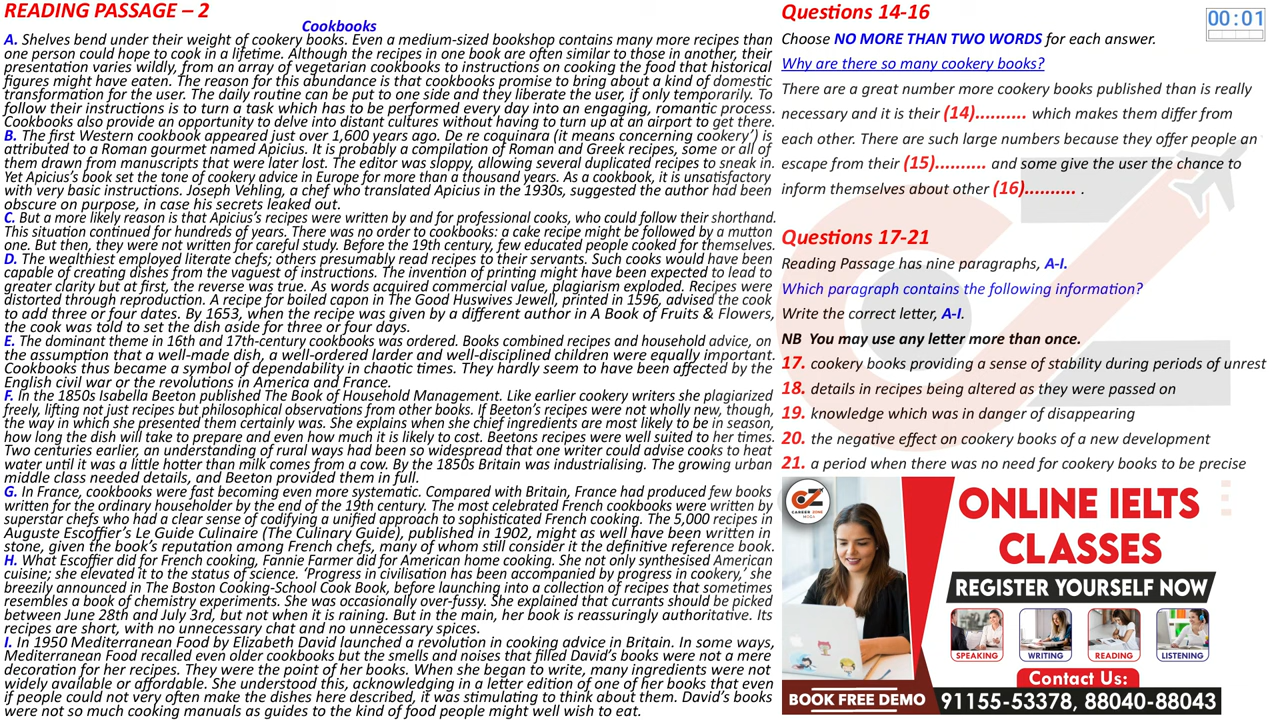 READING PASSAGE – 2
Cookbooks
A. Shelves bend under their weight of cookery books. Even a medium-sized bookshop contains many more recipes than
one person could hope to cook in a lifetime. Although the recipes in one book are often similar to those in another, their
presentation varies wildly, from an array of vegetarian cookbooks to instructions on cooking the food that historical
figures might have eaten. The reason for this abundance is that cookbooks promise to bring about a kind of domestic
transformation for the user. The daily routine can be put to one side and they liberate the user, if only temporarily. To
follow their instructions is to turn a task which has to be performed every day into an engaging, romantic process.
Cookbooks also provide an opportunity to delve into distant cultures without having to turn up at an airport to get there.
B. The first Western cookbook appeared just over 1,600 years ago. De re coquinara (it means concerning cookery’) is
attributed to a Roman gourmet named Apicius. It is probably a compilation of Roman and Greek recipes, some or all of
them drawn from manuscripts that were later lost. The editor was sloppy, allowing several duplicated recipes to sneak in.
Yet Apicius’s book set the tone of cookery advice in Europe for more than a thousand years. As a cookbook, it is unsatisfactory
with very basic instructions. Joseph Vehling, a chef who translated Apicius in the 1930s, suggested the author had been
obscure on purpose, in case his secrets leaked out.
C. But a more likely reason is that Apicius’s recipes were written by and for professional cooks, who could follow their shorthand.
This situation continued for hundreds of years. There was no order to cookbooks: a cake recipe might be followed by a mutton
one. But then, they were not written for careful study. Before the 19th century, few educated people cooked for themselves.
D. The wealthiest employed literate chefs; others presumably read recipes to their servants. Such cooks would have been
capable of creating dishes from the vaguest of instructions. The invention of printing might have been expected to lead to
greater clarity but at first, the reverse was true. As words acquired commercial value, plagiarism exploded. Recipes were
distorted through reproduction. A recipe for boiled capon in The Good Huswives Jewell, printed in 1596, advised the cook
to add three or four dates. By 1653, when the recipe was given by a different author in A Book of Fruits & Flowers,
the cook was told to set the dish aside for three or four days.
E. The dominant theme in 16th and 17th-century cookbooks was ordered. Books combined recipes and household advice, on
the assumption that a well-made dish, a well-ordered larder and well-disciplined children were equally important.
Cookbooks thus became a symbol of dependability in chaotic times. They hardly seem to have been affected by the
English civil war or the revolutions in America and France.
F. In the 1850s Isabella Beeton published The Book of Household Management. Like earlier cookery writers she plagiarized
freely, lifting not just recipes but philosophical observations from other books. If Beeton’s recipes were not wholly new, though,
the way in which she presented them certainly was. She explains when she chief ingredients are most likely to be in season,
how long the dish will take to prepare and even how much it is likely to cost. Beetons recipes were well suited to her times.
Two centuries earlier, an understanding of rural ways had been so widespread that one writer could advise cooks to heat
water until it was a little hotter than milk comes from a cow. By the 1850s Britain was industrialising. The growing urban
middle class needed details, and Beeton provided them in full.
G. In France, cookbooks were fast becoming even more systematic. Compared with Britain, France had produced few books
written for the ordinary householder by the end of the 19th century. The most celebrated French cookbooks were written by
superstar chefs who had a clear sense of codifying a unified approach to sophisticated French cooking. The 5,000 recipes in
Auguste Escoffier’s Le Guide Culinaire (The Culinary Guide), published in 1902, might as well have been written in
stone, given the book’s reputation among French chefs, many of whom still consider it the definitive reference book.
H. What Escoffier did for French cooking, Fannie Farmer did for American home cooking. She not only synthesised American
cuisine; she elevated it to the status of science. ‘Progress in civilisation has been accompanied by progress in cookery,’ she
breezily announced in The Boston Cooking-School Cook Book, before launching into a collection of recipes that sometimes
resembles a book of chemistry experiments. She was occasionally over-fussy. She explained that currants should be picked
between June 28th and July 3rd, but not when it is raining. But in the main, her book is reassuringly authoritative. Its
recipes are short, with no unnecessary chat and no unnecessary spices.
I. In 1950 Mediterranean Food by Elizabeth David launched a revolution in cooking advice in Britain. In some ways,
Mediterranean Food recalled even older cookbooks but the smells and noises that filled David’s books were not a mere
decoration for her recipes. They were the point of her books. When she began to write, many ingredients were not
widely available or affordable. She understood this, acknowledging in a letter edition of one of her books that even
if people could not very often make the dishes here described, it was stimulating to think about them. David’s books
were not so much cooking manuals as guides to the kind of food people might well wish to eat.
Questions 14-16
00:01
Choose NO MORE THAN TWO WORDS for each answer.
Why are there so many cookery books?
There are a great number more cookery books published than is really
necessary and it is their (14).......... which makes them differ from
each other. There are such large numbers because they offer people an
escape from their (15).......... and some give the user the chance to
inform themselves about other (16).......... .
Questions 17-21
Reading Passage has nine paragraphs, A-I.
Which paragraph contains the following information?
Write the correct letter, A-I.
NB You may use any letter more than once.
17. cookery books providing a sense of stability during periods of unrest
18. details in recipes being altered as they were passed on
19. knowledge which was in danger of disappearing
20. the negative effect on cookery books of a new development
21. a period when there was no need for cookery books to be precise
CAREER ZONE
MOGA
ONLINE IELTS
CLASSES
REGISTER YOURSELF NOW
SPEAKING WRITING READING LISTENING
Contact Us:
BOOK FREE DEMO
91155-53378, 88040-88043